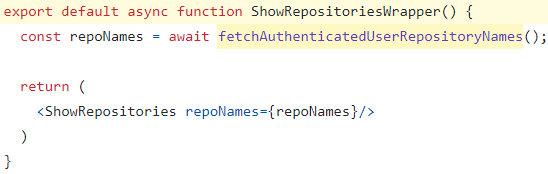 export default async function ShowRepositoriesWrapper() {
  const repoNames = await fetchAuthenticatedUserRepositoryNames();
  return (
    <ShowRepositories repoNames={repoNames}/>
  )
}